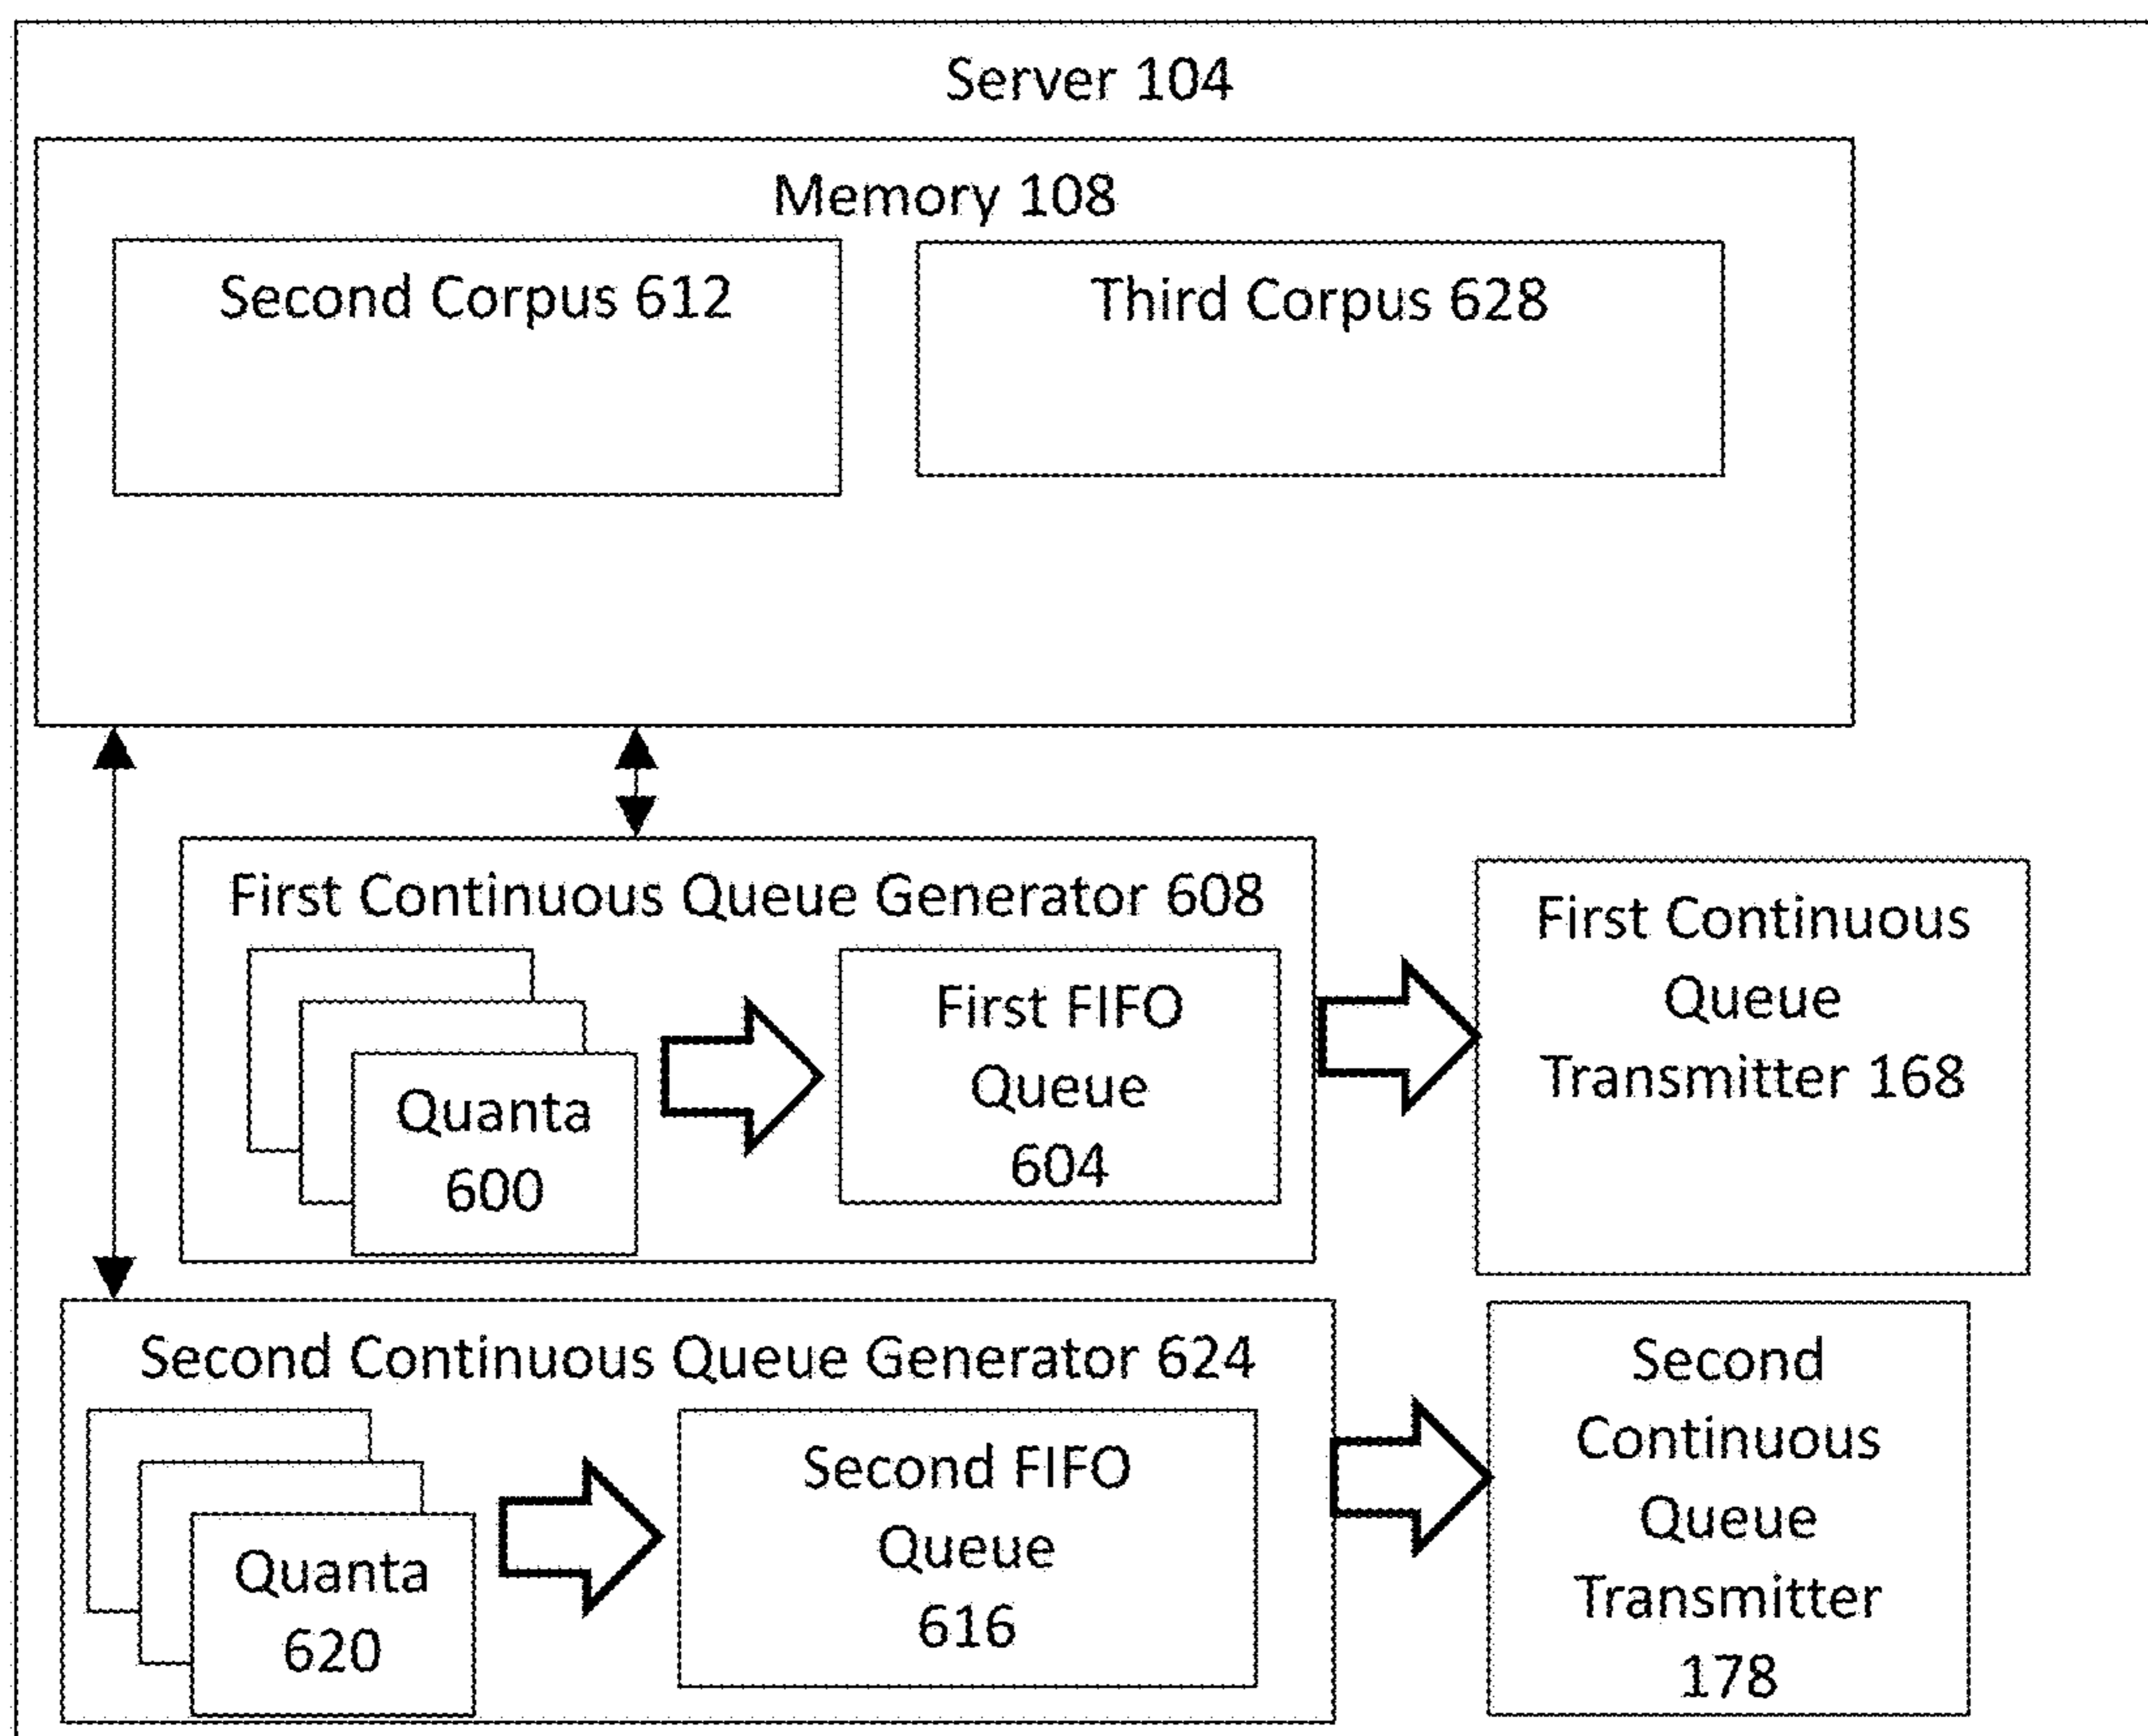 Server 104
Memory 108
Second Corpus 612
Third Corpus 628
First Continuous Queue Generator 608
Quanta
600
First FIFO
Queue
604
First Continuous
Queue
Transmitter 168
Second Continuous Queue Generator 624
Quanta
620
Second FIFO
Queue
616
Second
Continuous
Queue
Transmitter
178